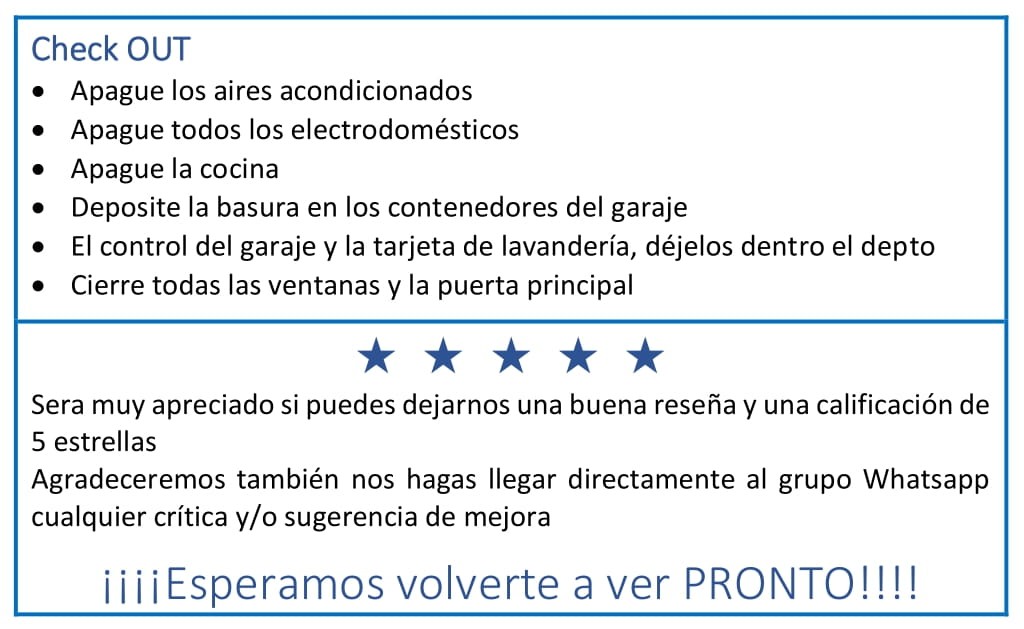 Check OUT
• Apague los aires acondicionados
• Apague todos los electrodomésticos
• Apague la cocina
• Deposite la basura en los contenedores del garaje
• El control del garaje y la tarjeta de lavandería, déjelos dentro el depto
• Cierre todas las ventanas y la puerta principal
★ ★ ★ ★ ★
Sera muy apreciado si puedes dejarnos una buena reseña y una calificación de
5 estrellas
Agradeceremos también nos hagas llegar directamente al grupo Whatsapp
cualquier crítica y/o sugerencia de mejora
¡¡¡¡Esperamos volverte a ver PRONTO!!!!